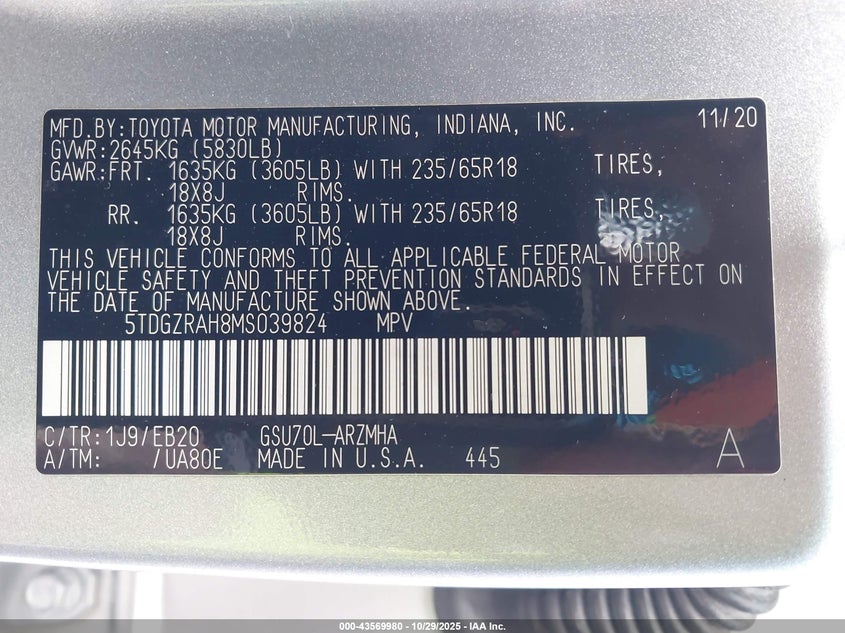 MFD.BY:TOYOTA MOTOR MANUFACTURING, INDIANA, INC. 11/20
GVWR:2645KG (5830LB)
GAWR:FRT. 1635KG (3605LB) WITH 235/65R18 TIRES,
18X8J RIMS.
RR. 1635KG (3605LB) WITH 235/65R18 TIRES,
18X8J RIMS.
THIS VEHICLE CONFORMS TO ALL APPLICABLE FEDERAL MOTOR
VEHICLE SAFETY AND THEFT PREVENTION STANDARDS IN EFFECT ON
THE DATE OF MANUFACTURE SHOWN ABOVE.
5TDGZRAH8MS039824 MPV
C/TR:1J9/EB20 GSU70L-ARZMHA
A/TM: /UA80E MADE IN U.S.A. 445 A
000-43569980 - 10/29/2025 - IAA Inc.